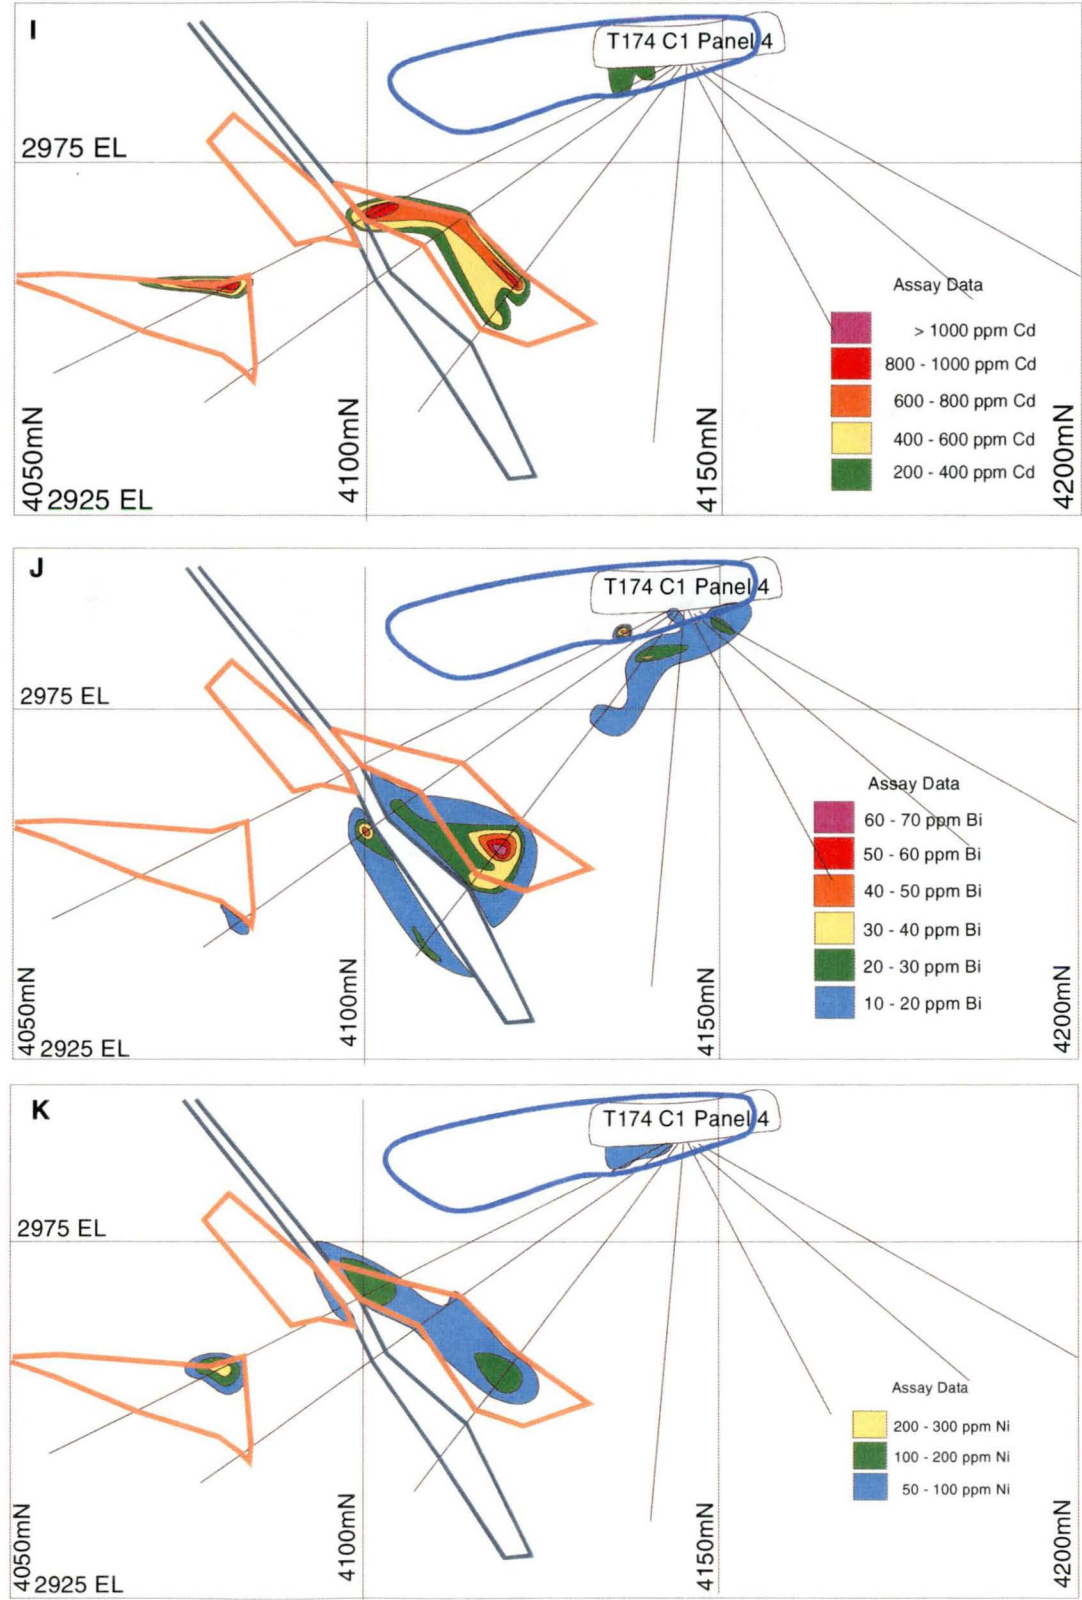 I
T174 C1 Panel 4
2975 EL
Assay Data
> 1000 ppm Cd
800 - 1000 ppm Cd
600 - 800 ppm Cd
400 - 600 ppm Cd
200 - 400 ppm Cd
4050mN
4100mN
4150mN
4200mN
2925 EL
J
T174 C1 Panel 4
2975 EL
Assay Data
60 - 70 ppm Bi
50 - 60 ppm Bi
40 - 50 ppm Bi
30 - 40 ppm Bi
20 - 30 ppm Bi
10 - 20 ppm Bi
4050mN
4100mN
4150mN
4200mN
2925 EL
K
T174 C1 Panel 4
2975 EL
Assay Data
200 - 300 ppm Ni
100 - 200 ppm Ni
50 - 100 ppm Ni
4050mN
4100mN
4150mN
4200mN
2925 EL